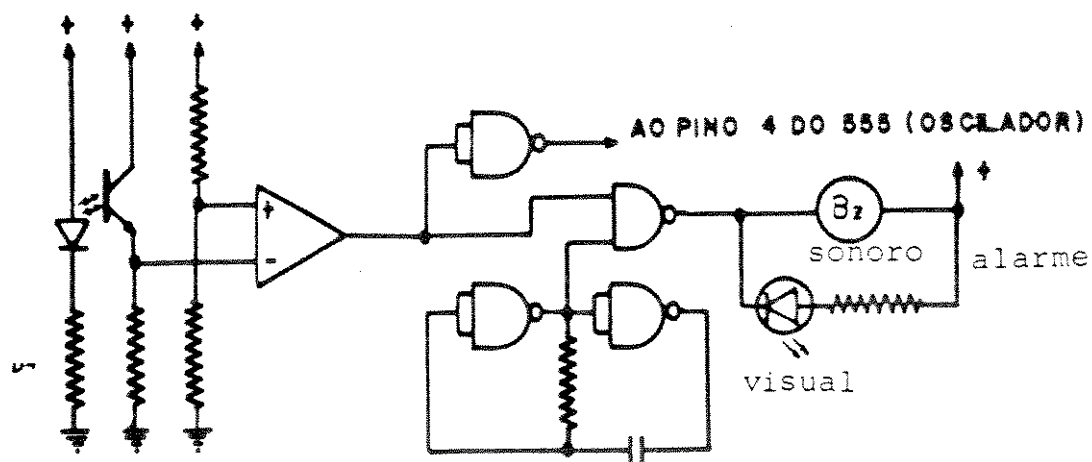 + + +
AO PINO 4 DO 555 (OSCILADOR)
+
+
-
Bz
sonoro
alarme
visual